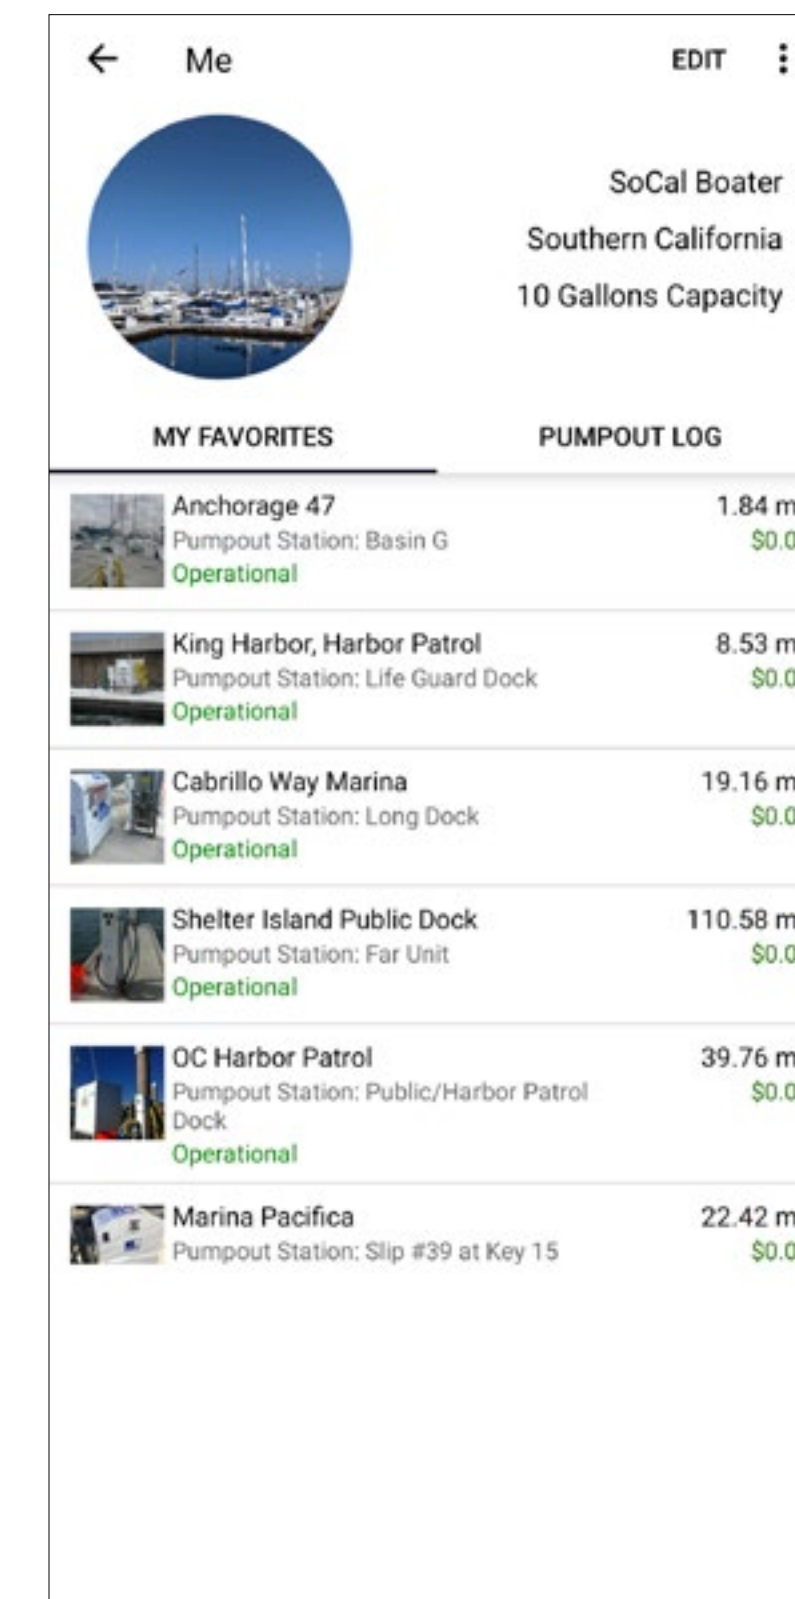 Me EDIT
SoCal Boater
Southern California
10 Gallons Capacity
MY FAVORITES PUMPOUT LOG
Anchorage 47 1.84 m
Pumpout Station: Basin G $0.0
Operational
King Harbor, Harbor Patrol 8.53 m
Pumpout Station: Life Guard Dock $0.0
Operational
Cabrillo Way Marina 19.16 m
Pumpout Station: Long Dock $0.0
Operational
Shelter Island Public Dock 110.58 m
Pumpout Station: Far Unit $0.0
Operational
OC Harbor Patrol 39.76 m
Pumpout Station: Public/Harbor Patrol $0.0
Dock
Operational
Marina Pacifica 22.42 m
Pumpout Station: Slip #39 at Key 15 $0.0